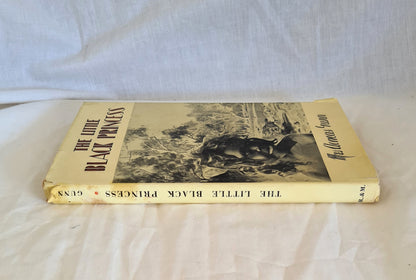 THE LITTLE
BLACK PRINCESS
Mrs Aeneas Gunn
THE LITTLE BLACK PRINCESS • GUNN
R. & M.